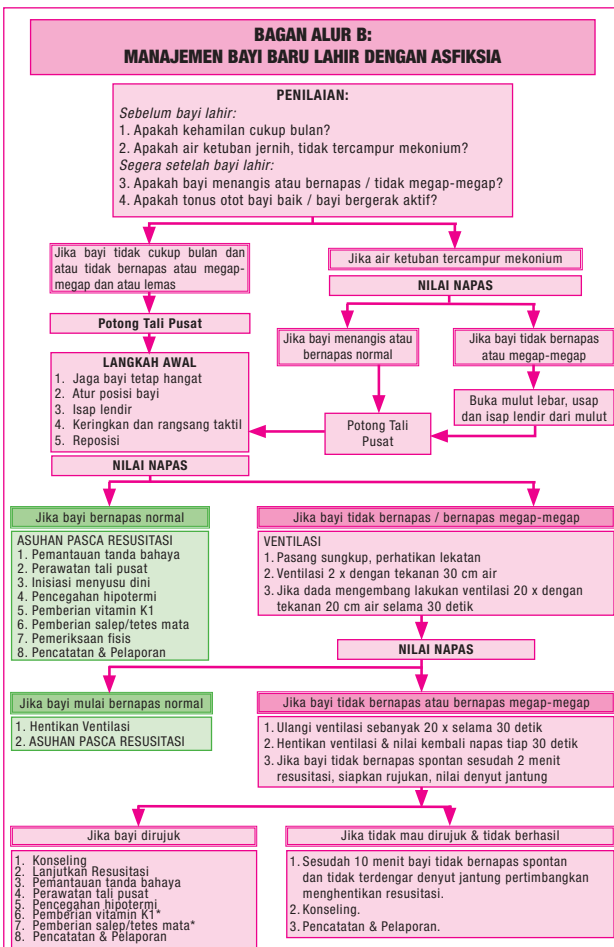 BAGAN ALUR B:
MANAJEMEN BAYI BARU LAHIR DENGAN ASFIKSIA
PENILAIAN:
Sebelum bayi lahir:
1. Apakah kehamilan cukup bulan?
2. Apakah air ketuban jernih, tidak tercampur mekonium?
Segera setelah bayi lahir:
3. Apakah bayi menangis atau bernapas / tidak megap-megap?
4. Apakah tonus otot bayi baik / bayi bergerak aktif?
Jika bayi tidak cukup bulan dan
atau tidak bernapas atau megap-
megap dan atau lemas
Potong Tali Pusat
LANGKAH AWAL
1. Jaga bayi tetap hangat
2. Atur posisi bayi
3. Isap lendir
4. Keringkan dan rangsang taktil
5. Reposisi
Jika air ketuban tercampur mekonium
NILAI NAPAS
Jika bayi menangis atau
bernapas normal
Jika bayi tidak bernapas
atau megap-megap
Buka mulut lebar, usap
dan isap lendir dari mulut
Potong Tali
Pusat
NILAI NAPAS
Jika bayi bernapas normal
ASUHAN PASCA RESUSITASI
1. Pemantauan tanda bahaya
2. Perawatan tali pusat
3. Inisiasi menyusu dini
4. Pencegahan hipotermi
5. Pemberian vitamin K1
6. Pemberian salep/tetes mata
7. Pemeriksaan fisis
8. Pencatatan & Pelaporan
Jika bayi tidak bernapas / bernapas megap-megap
VENTILASI
1. Pasang sungkup, perhatikan lekatan
2. Ventilasi 2 x dengan tekanan 30 cm air
3. Jika dada mengembang lakukan ventilasi 20 x dengan
tekanan 20 cm air selama 30 detik
NILAI NAPAS
Jika bayi mulai bernapas normal
1. Hentikan Ventilasi
2. ASUHAN PASCA RESUSITASI
Jika bayi tidak bernapas atau bernapas megap-megap
1. Ulangi ventilasi sebanyak 20 x selama 30 detik
2. Hentikan ventilasi & nilai kembali napas tiap 30 detik
3. Jika bayi tidak bernapas spontan sesudah 2 menit
resusitasi, siapkan rujukan, nilai denyut jantung
Jika bayi dirujuk
1. Konseling
2. Lanjutkan Resusitasi
3. Pemantauan tanda bahaya
4. Perawatan tali pusat
5. Pencegahan hipotermi
6. Pemberian vitamin K1*
7. Pemberian salep/tetes mata*
8. Pencatatan & Pelaporan
Jika tidak mau dirujuk & tidak berhasil
1. Sesudah 10 menit bayi tidak bernapas spontan
dan tidak terdengar denyut jantung pertimbangkan
menghentikan resusitasi.
2. Konseling.
3. Pencatatan & Pelaporan.